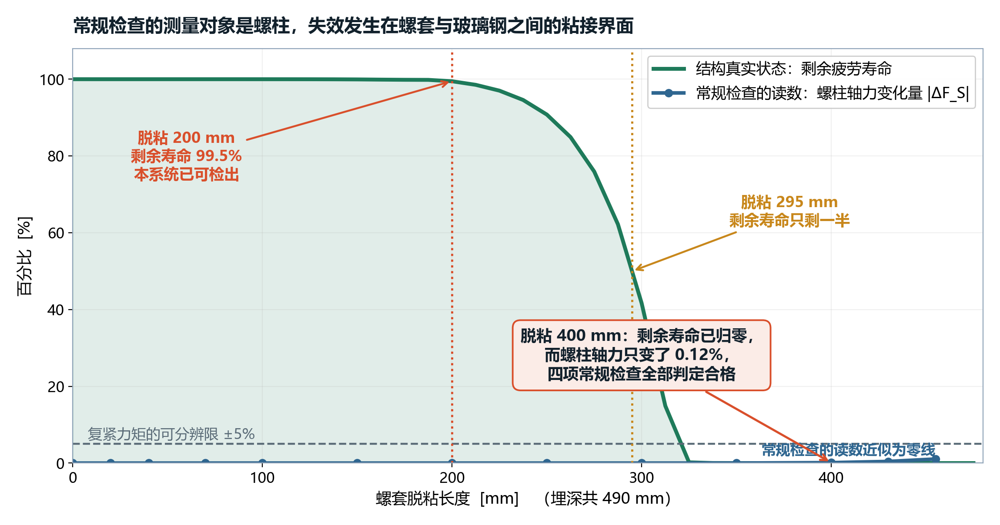 常规检查的测量对象是螺柱，失效发生在螺套与玻璃钢之间的粘接界面
结构真实状态：剩余疲劳寿命
常规检查的读数：螺柱轴力变化量 |ΔF_S|
百分比 [%]
100
80
60
40
20
0
脱粘 200 mm
剩余寿命 99.5%
本系统已可检出
脱粘 295 mm
剩余寿命只剩一半
脱粘 400 mm：剩余寿命已归零，
而螺柱轴力只变了 0.12%，
四项常规检查全部判定合格
复紧力矩的可分辨限 ±5%
常规检查的读数近似为零线
0
100
200
300
400
螺套脱粘长度 [mm] （埋深共 490 mm）